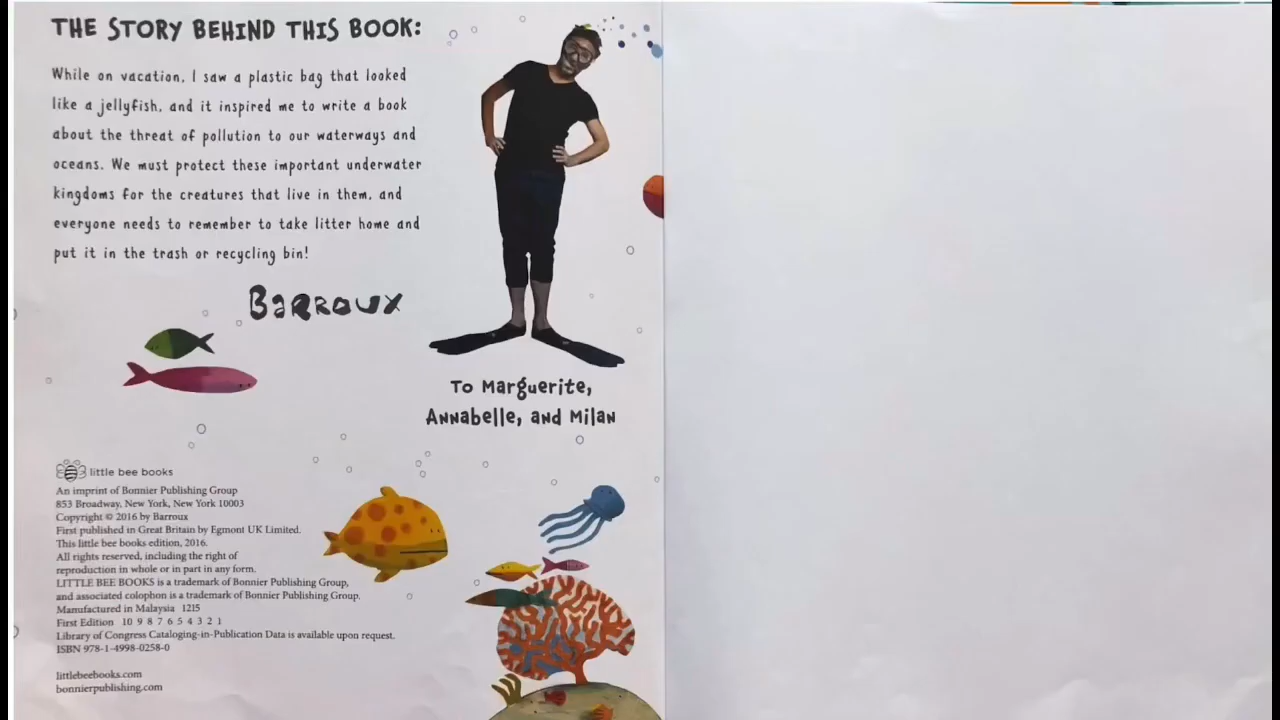 THE STORY BEHIND THIS BOOK:
While on vacation, I saw a plastic bag that looked
like a jellyfish, and it inspired me to write a book
about the threat of pollution to our waterways and
oceans. We must protect these important underwater
kingdoms for the creatures that live in them, and
everyone needs to remember to take litter home and
put it in the trash or recycling bin!
BARROUX
To Marguerite,
Annabelle, and Milan
little bee books
An imprint of Bonnier Publishing Group
853 Broadway, New York, New York 10003
Copyright © 2016 by Barroux
First published in Great Britain by Egmont UK Limited.
This little bee books edition, 2016.
All rights reserved, including the right of
reproduction in whole or in part in any form.
LITTLE BEE BOOKS is a trademark of Bonnier Publishing Group,
and associated colophon is a trademark of Bonnier Publishing Group.
Manufactured in Malaysia 1215
First Edition 10 9 8 7 6 5 4 3 2 1
Library of Congress Cataloging-in-Publication Data is available upon request.
ISBN 978-1-4998-0258-0
littlebeebooks.com
bonnierpublishing.com